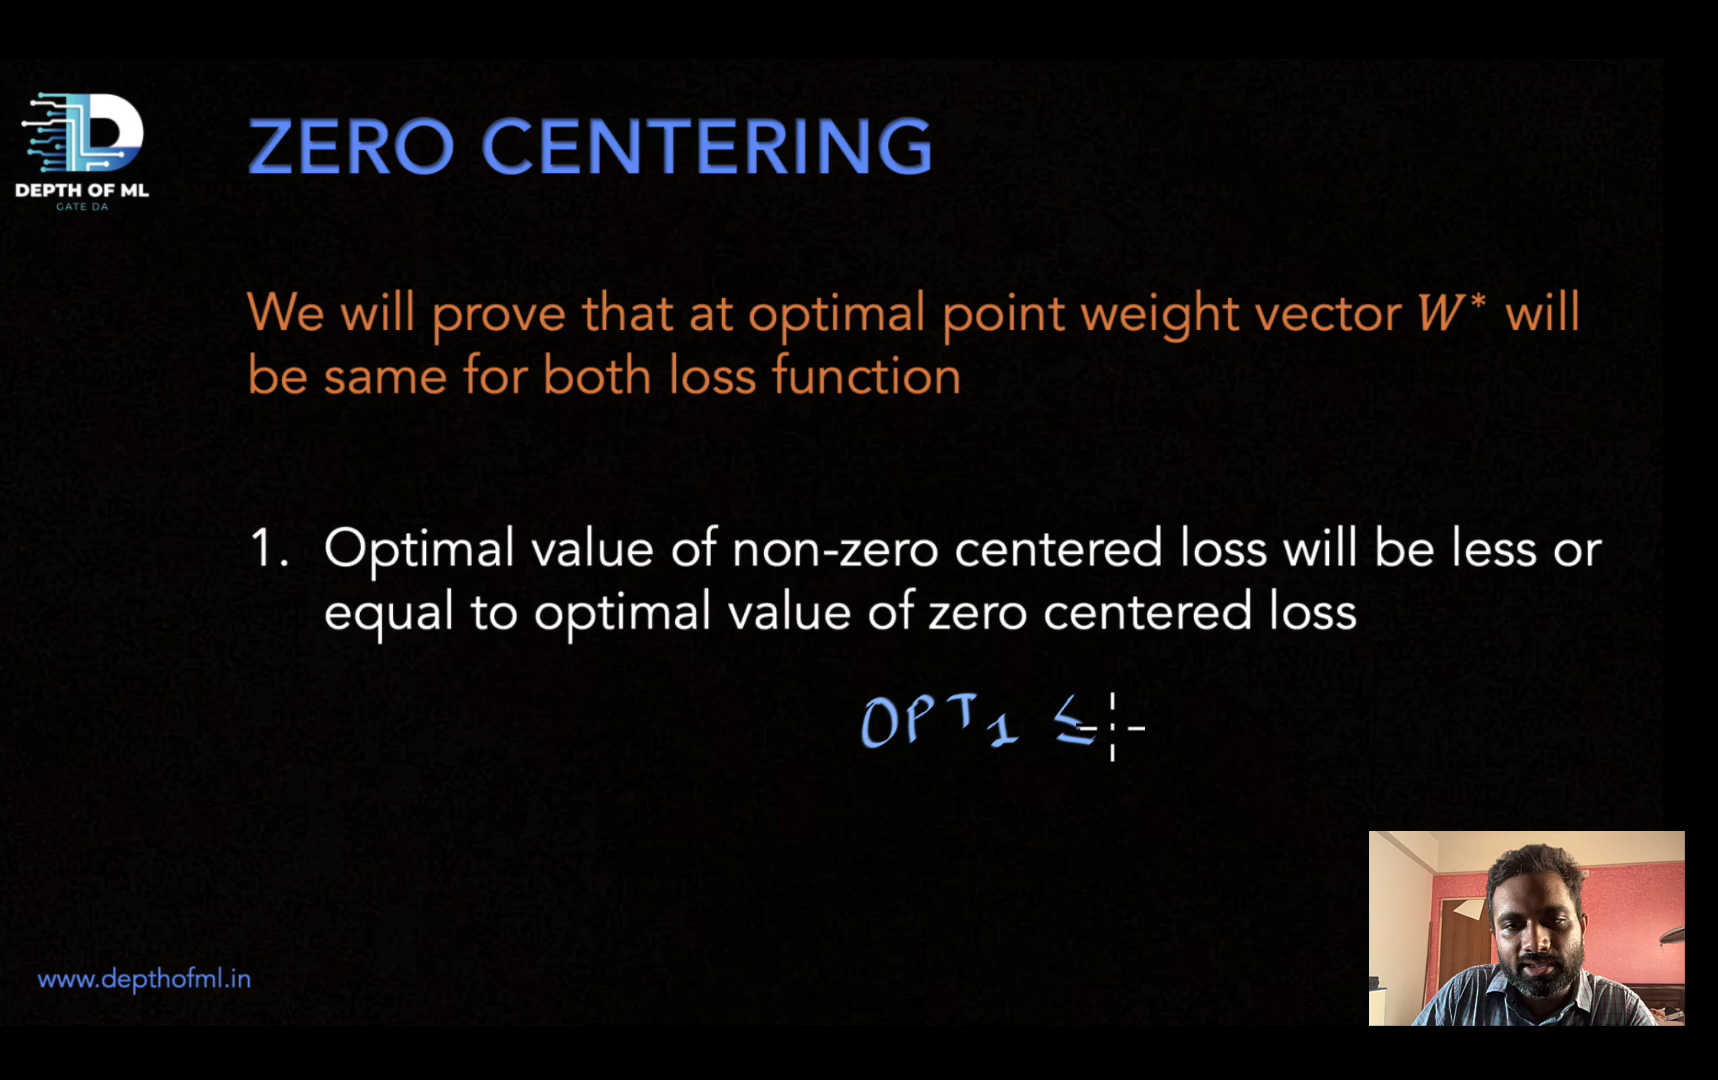 DEPTH OF ML
GATE DA
ZERO CENTERING
We will prove that at optimal point weight vector W* will
be same for both loss function
1. Optimal value of non-zero centered loss will be less or
equal to optimal value of zero centered loss
OPT1 ≤
www.depthofml.in